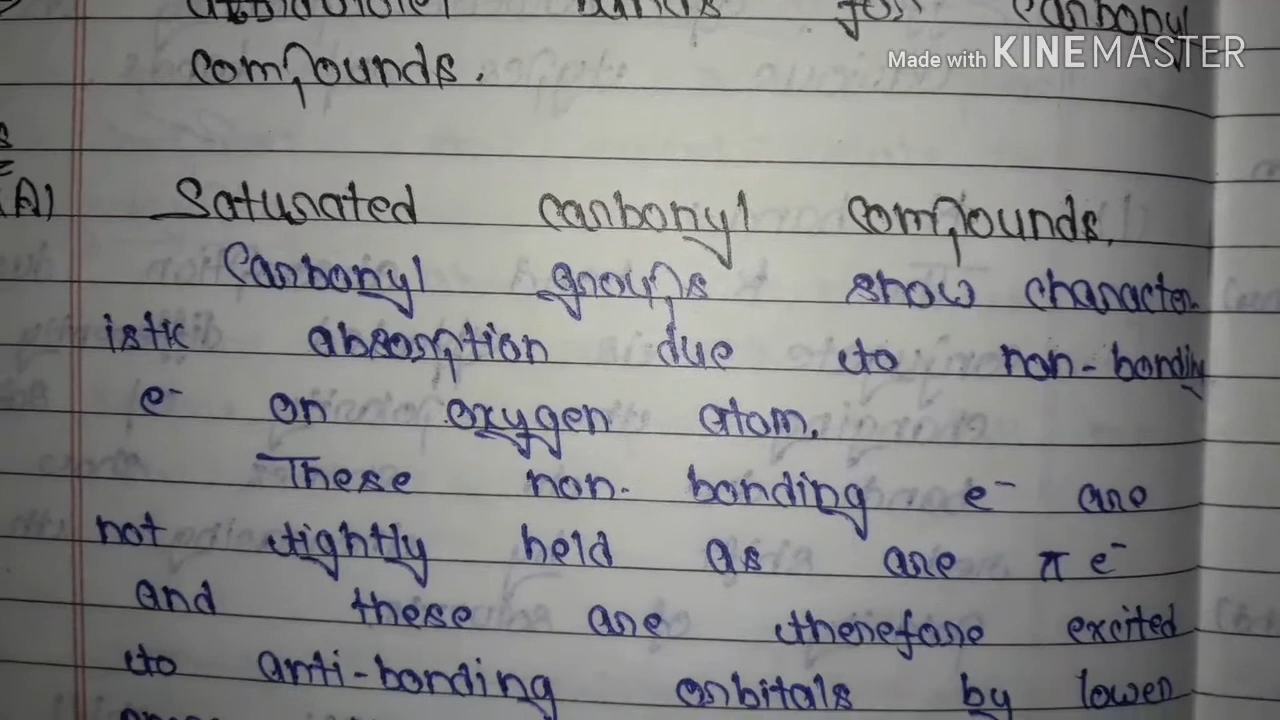 for carbonyl
Made with KINEMASTER
compounds.
(A) Saturated carbonyl compounds.
Carbonyl groups show character-
istic absorption due to non-bonding
e⁻ on oxygen atom.
These non-bonding e⁻ are
not tightly held as are π e⁻
and these are therefore excited
to anti-bonding orbitals by lower